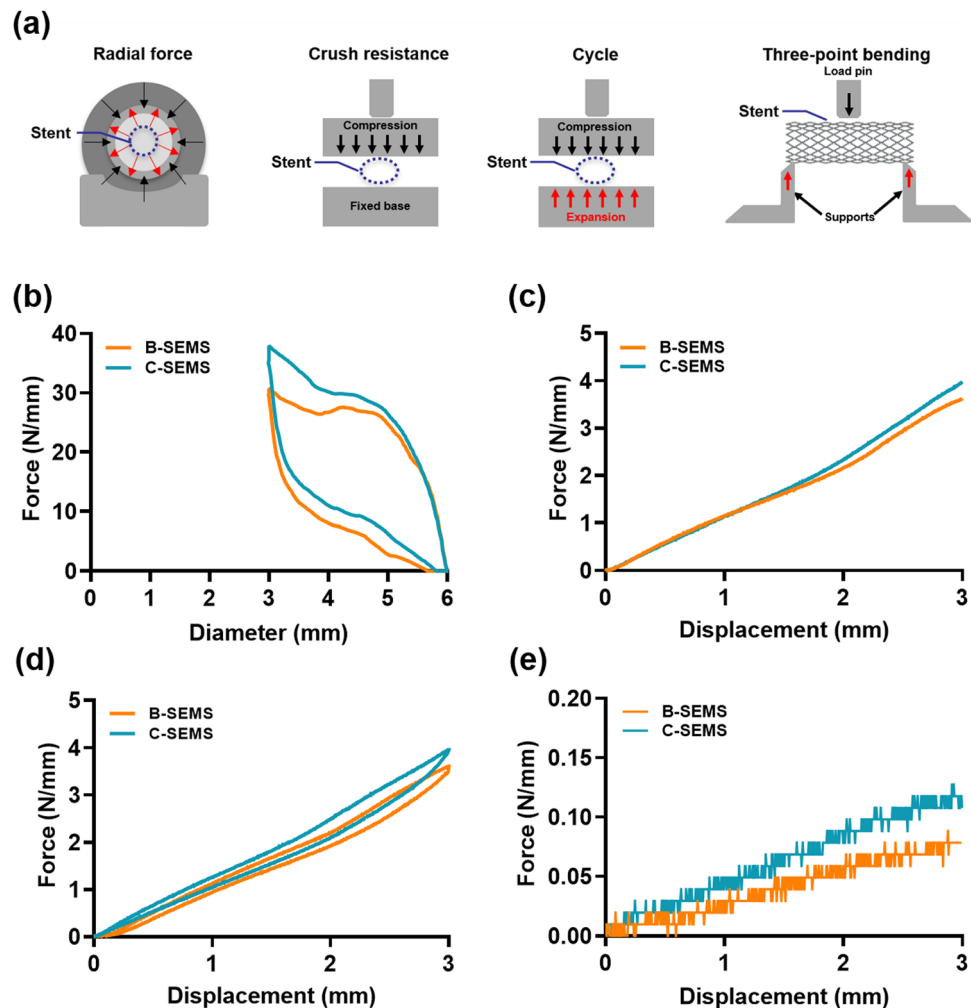 (a)
Radial force
Stent
Crush resistance
Compression
Stent
Fixed base
Cycle
Compression
Stent
Expansion
Three-point bending
Load pin
Stent
Supports
(b)
B-SEMS
C-SEMS
40
30
20
10
0
Force (N/mm)
0 1 2 3 4 5 6
Diameter (mm)
(c)
B-SEMS
C-SEMS
5
4
3
2
1
0
Force (N/mm)
0 1 2 3
Displacement (mm)
(d)
B-SEMS
C-SEMS
5
4
3
2
1
0
Force (N/mm)
0 1 2 3
Displacement (mm)
(e)
B-SEMS
C-SEMS
0.20
0.15
0.10
0.05
0.00
Force (N/mm)
0 1 2 3
Displacement (mm)